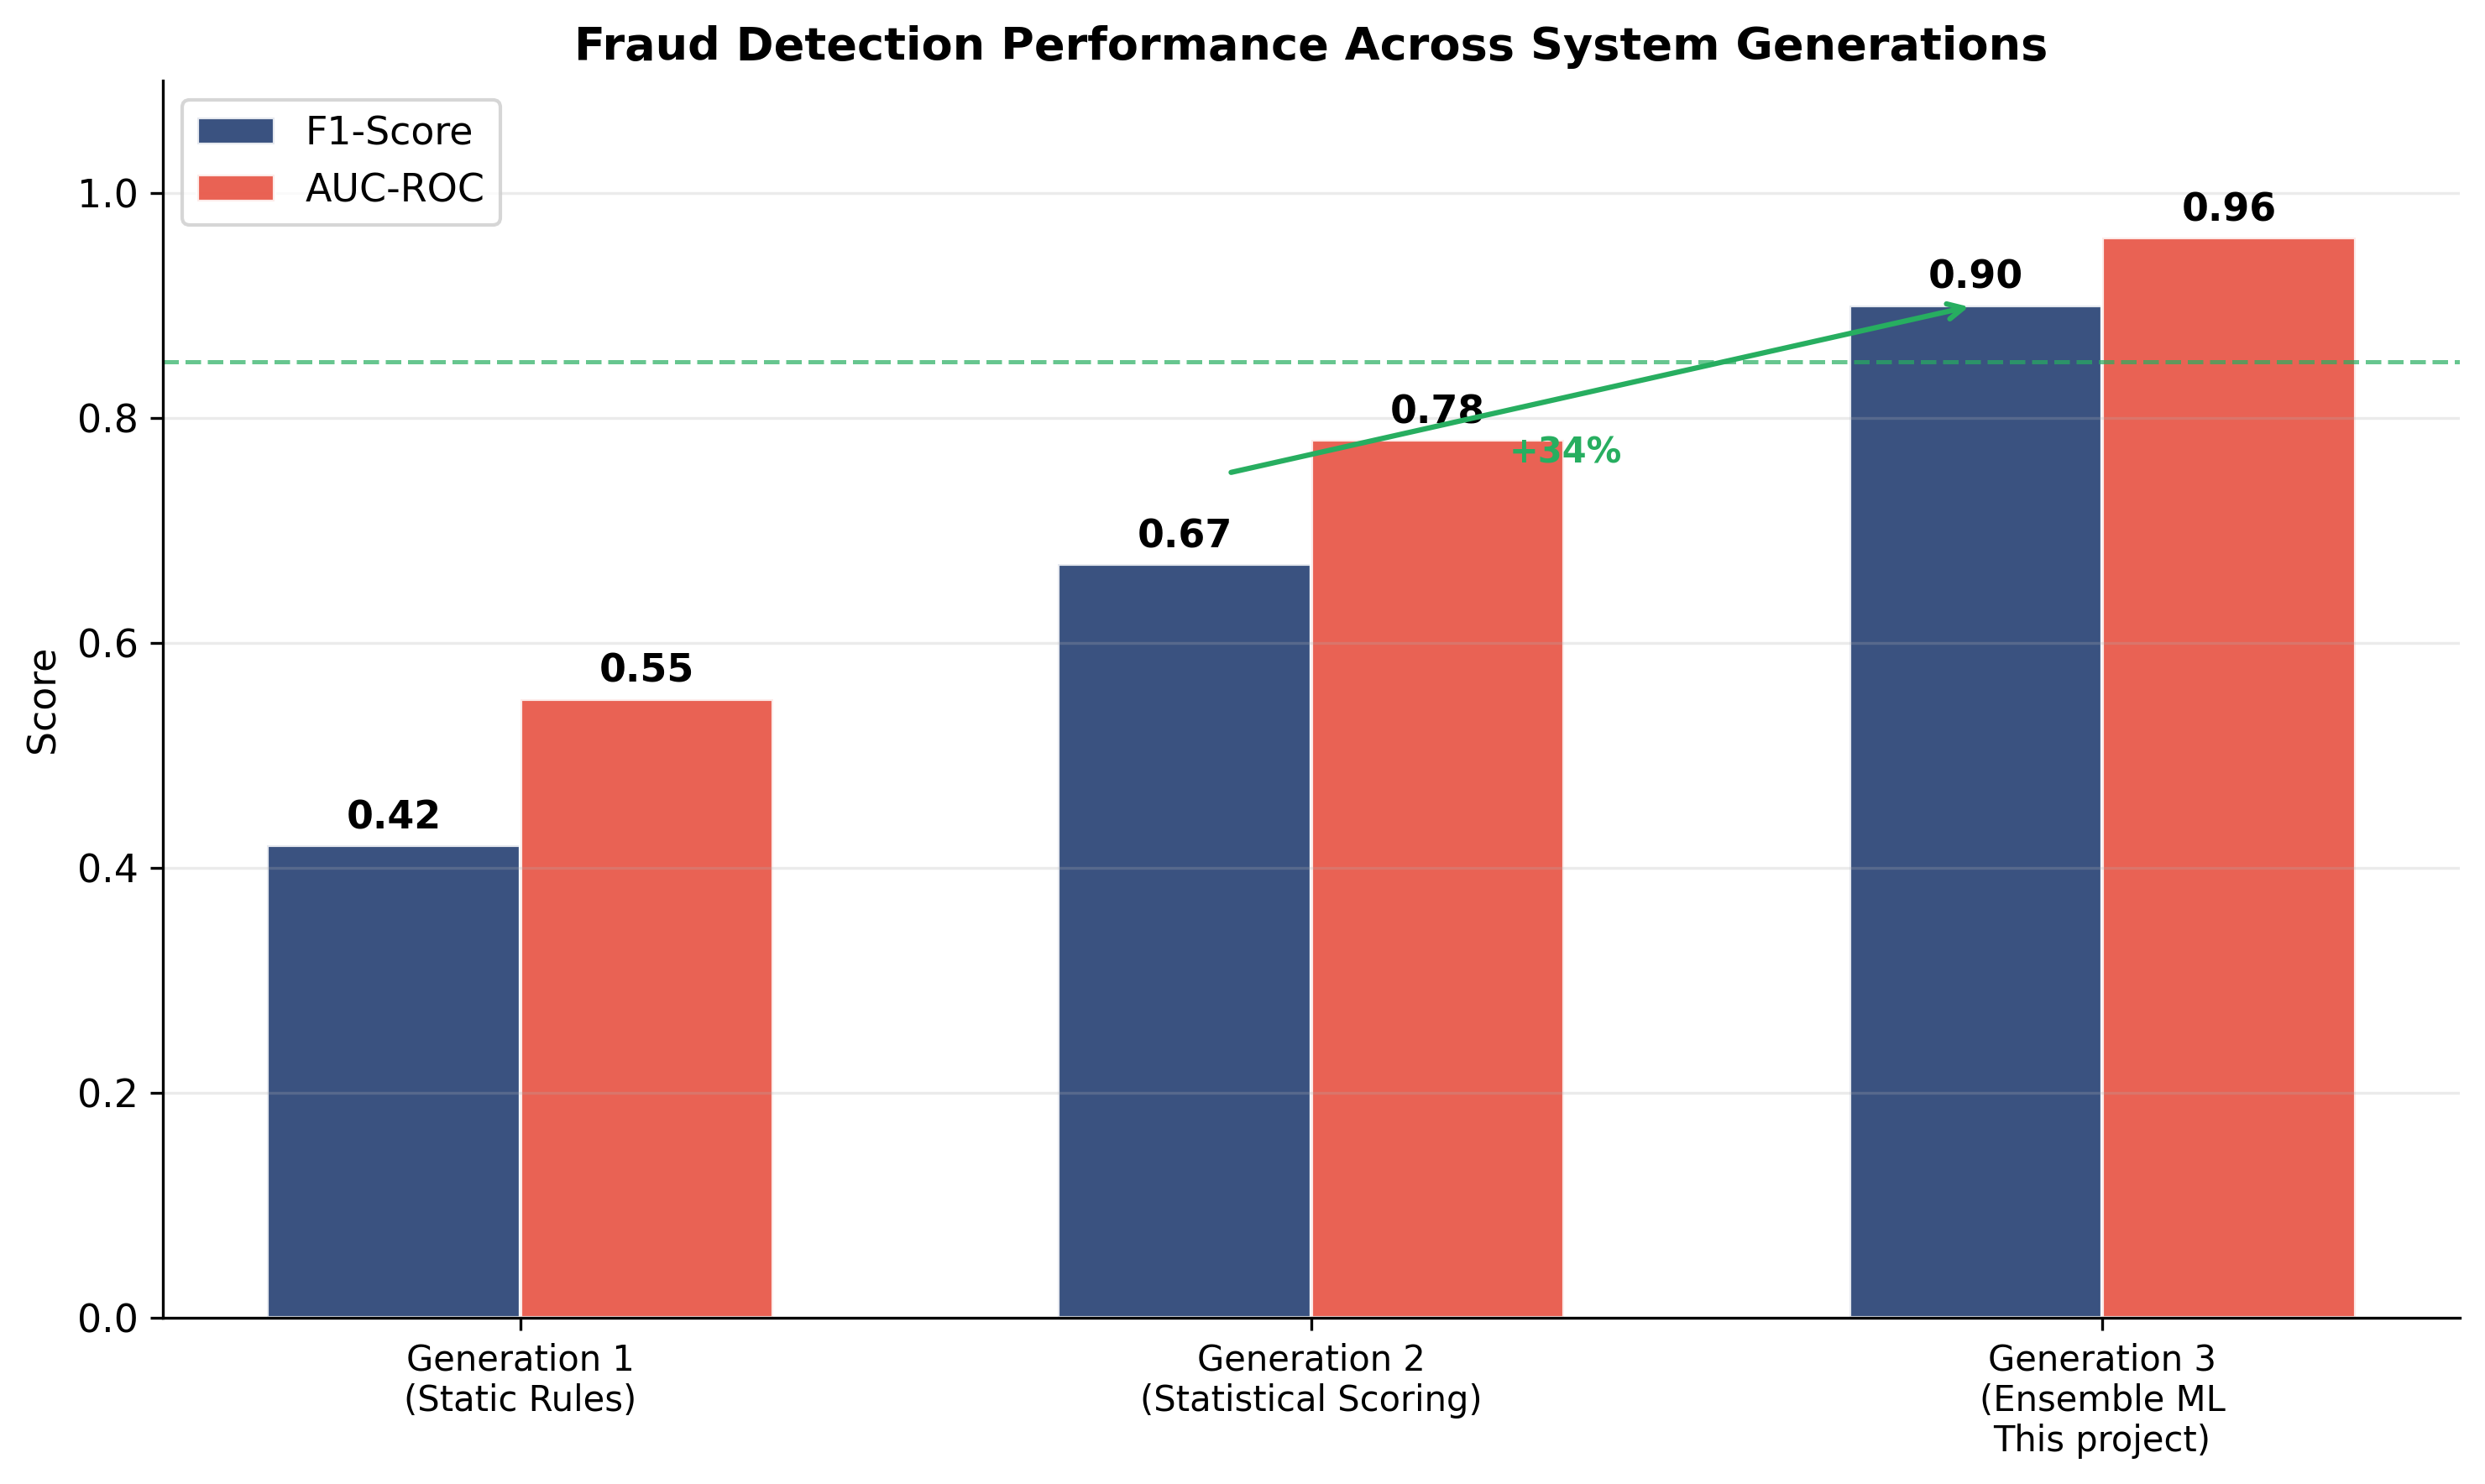 Fraud Detection Performance Across System Generations
F1-Score
AUC-ROC
Score
1.0
0.8
0.6
0.4
0.2
0.0
0.42
0.55
0.67
0.78
+34%
0.90
0.96
Generation 1
(Static Rules)
Generation 2
(Statistical Scoring)
Generation 3
(Ensemble ML
This project)